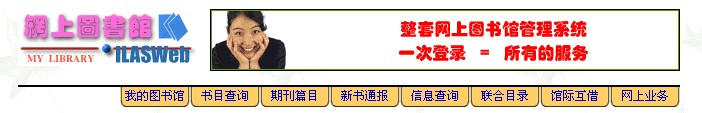 網上圖書館
MY LIBRARY ILASWeb
整套网上图书馆管理系统
一次登录 = 所有的服务
我的图书馆 书目查询 期刊篇目 新书通报 信息查询 联合目录 馆际互借 网上业务